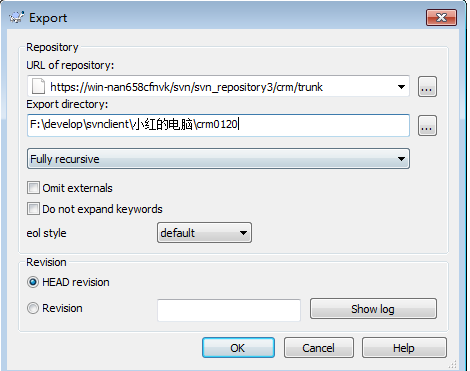 Export
Repository
URL of repository:
https://win-nan658cfnvk/svn/svn_repository3/crm/trunk
...
Export directory:
F:\develop\svnclient\小红的电脑\crm0120
...
Fully recursive
Omit externals
Do not expand keywords
eol style
default
Revision
HEAD revision
Revision
Show log
OK
Cancel
Help